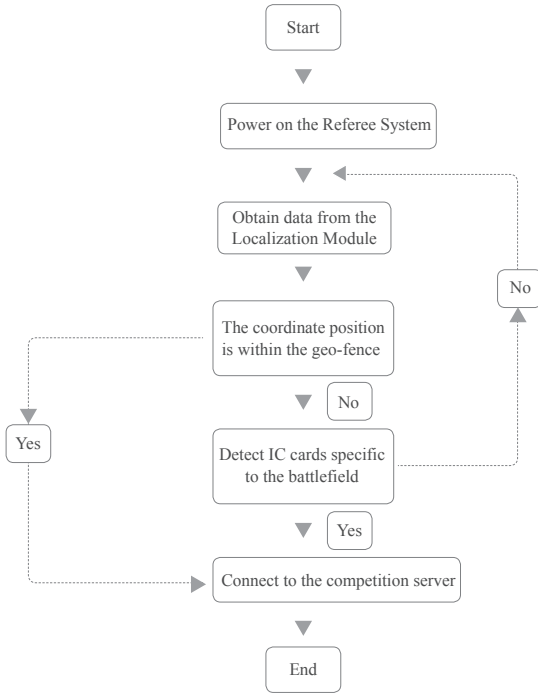 Start
Power on the Referee System
Obtain data from the
Localization Module
No
The coordinate position
is within the geo-fence
No
Yes
Detect IC cards specific
to the battlefield
Yes
Connect to the competition server
End